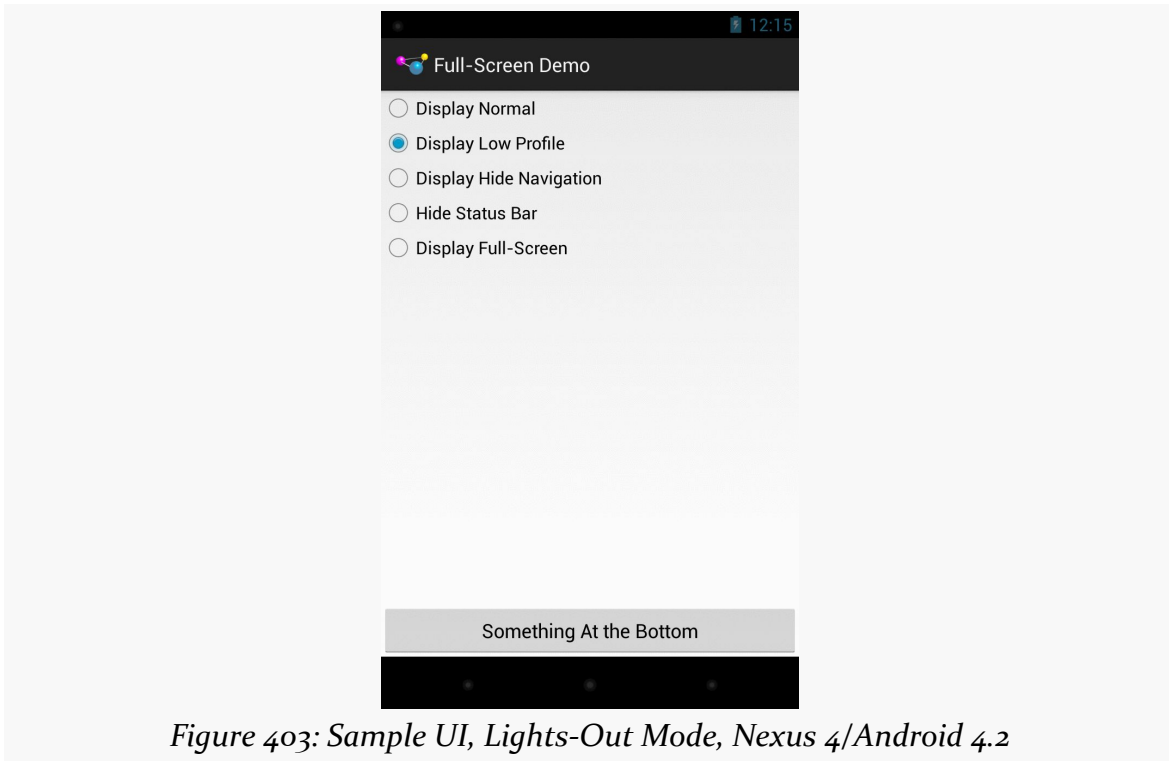 12:15
Full-Screen Demo
Display Normal
Display Low Profile
Display Hide Navigation
Hide Status Bar
Display Full-Screen
Something At the Bottom
Figure 403: Sample UI, Lights-Out Mode, Nexus 4/Android 4.2